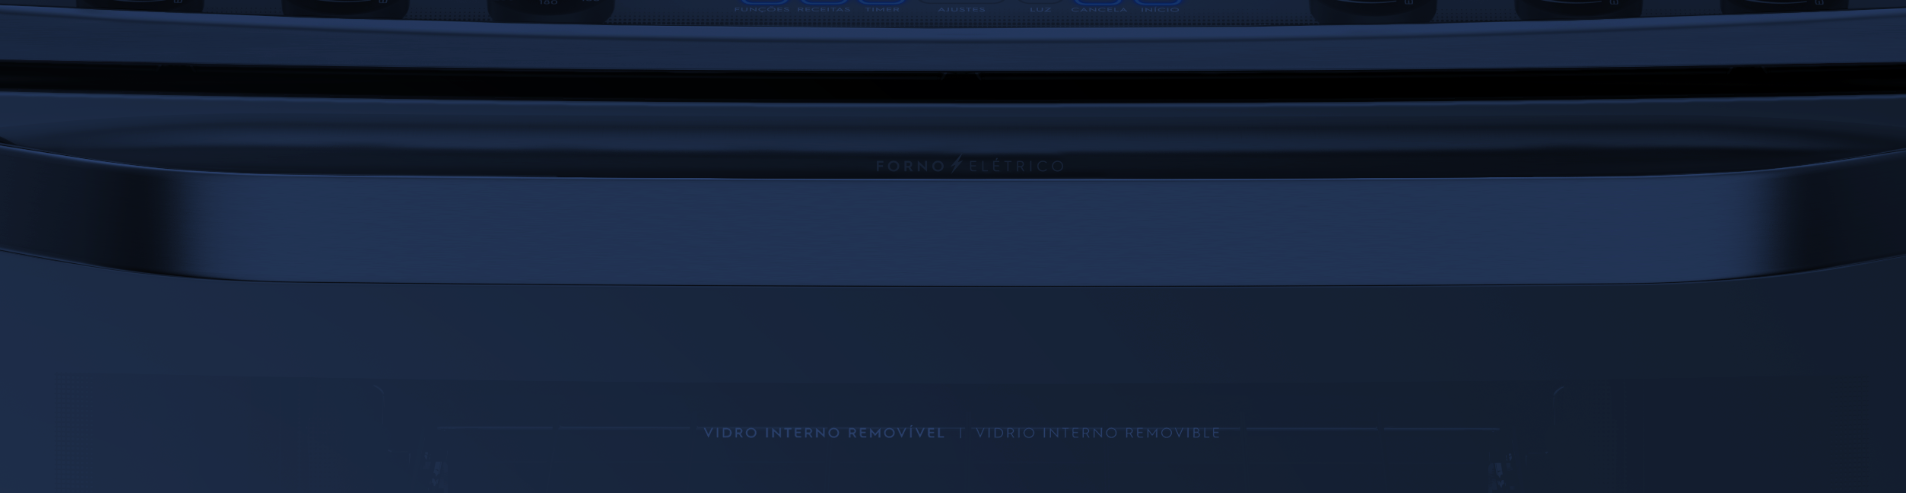 FUNÇÕES RECEITAS TIMER AJUSTES LUZ CANCELA INÍCIO
FORNO ELÉTRICO
VIDRO INTERNO REMOVÍVEL | VIDRIO INTERNO REMOVIBLE